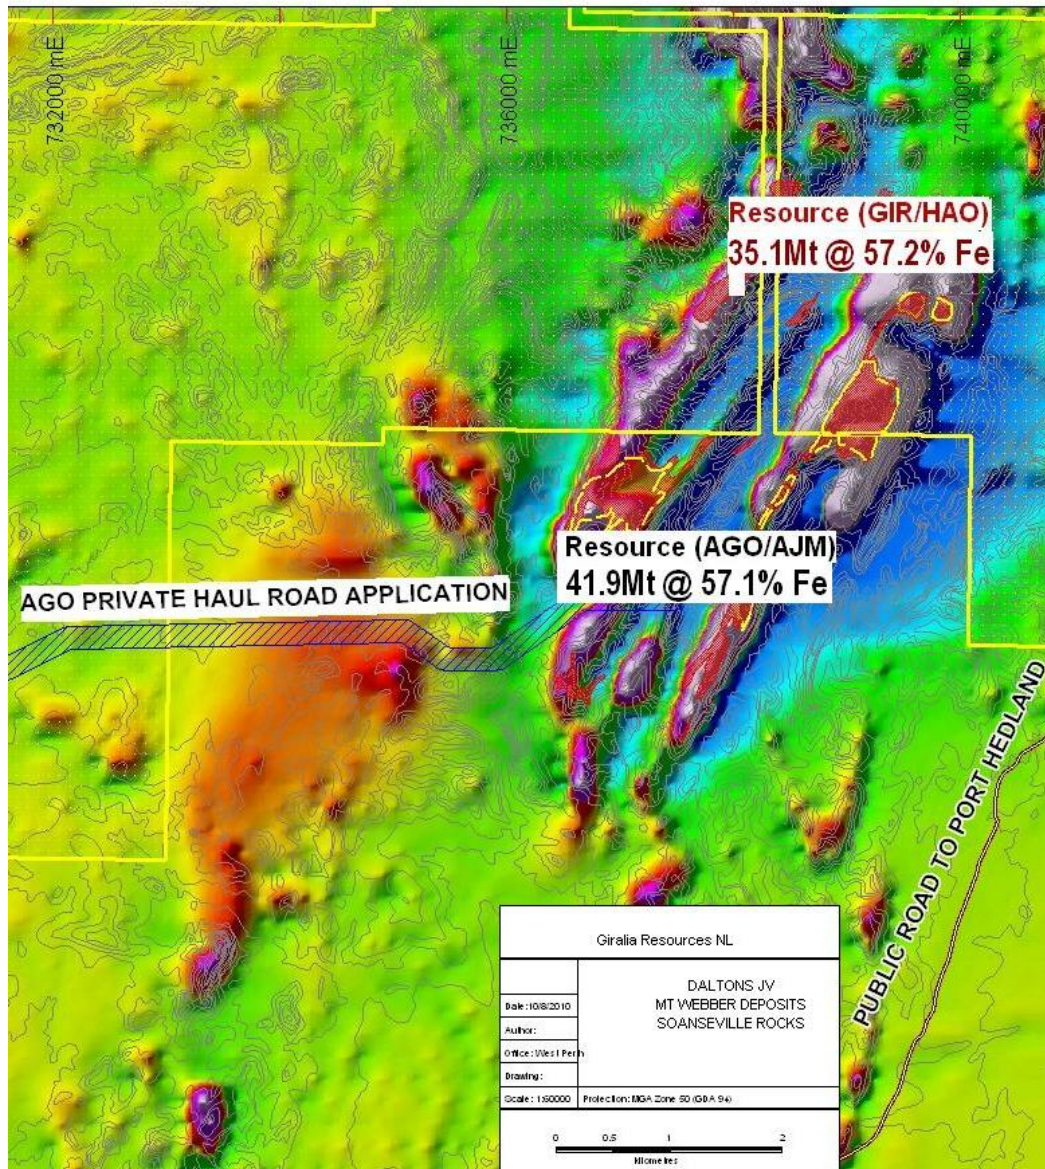 732000 mE
736000 mE
740000 mE
Resource (GIR/HAO)
35.1Mt @ 57.2% Fe
Resource (AGO/AJM)
41.9Mt @ 57.1% Fe
AGO PRIVATE HAUL ROAD APPLICATION
PUBLIC ROAD TO PORT HEDLAND
Giralia Resources NL
DALTONS JV
MT WEBBER DEPOSITS
SOANSEVILLE ROCKS
Date: 10/8/2010
Author:
Office: West Perth
Drawing:
Scale: 1:50000
Projection: MGA Zone 50 (GDA 94)
0 0.5 1 2
kilometres